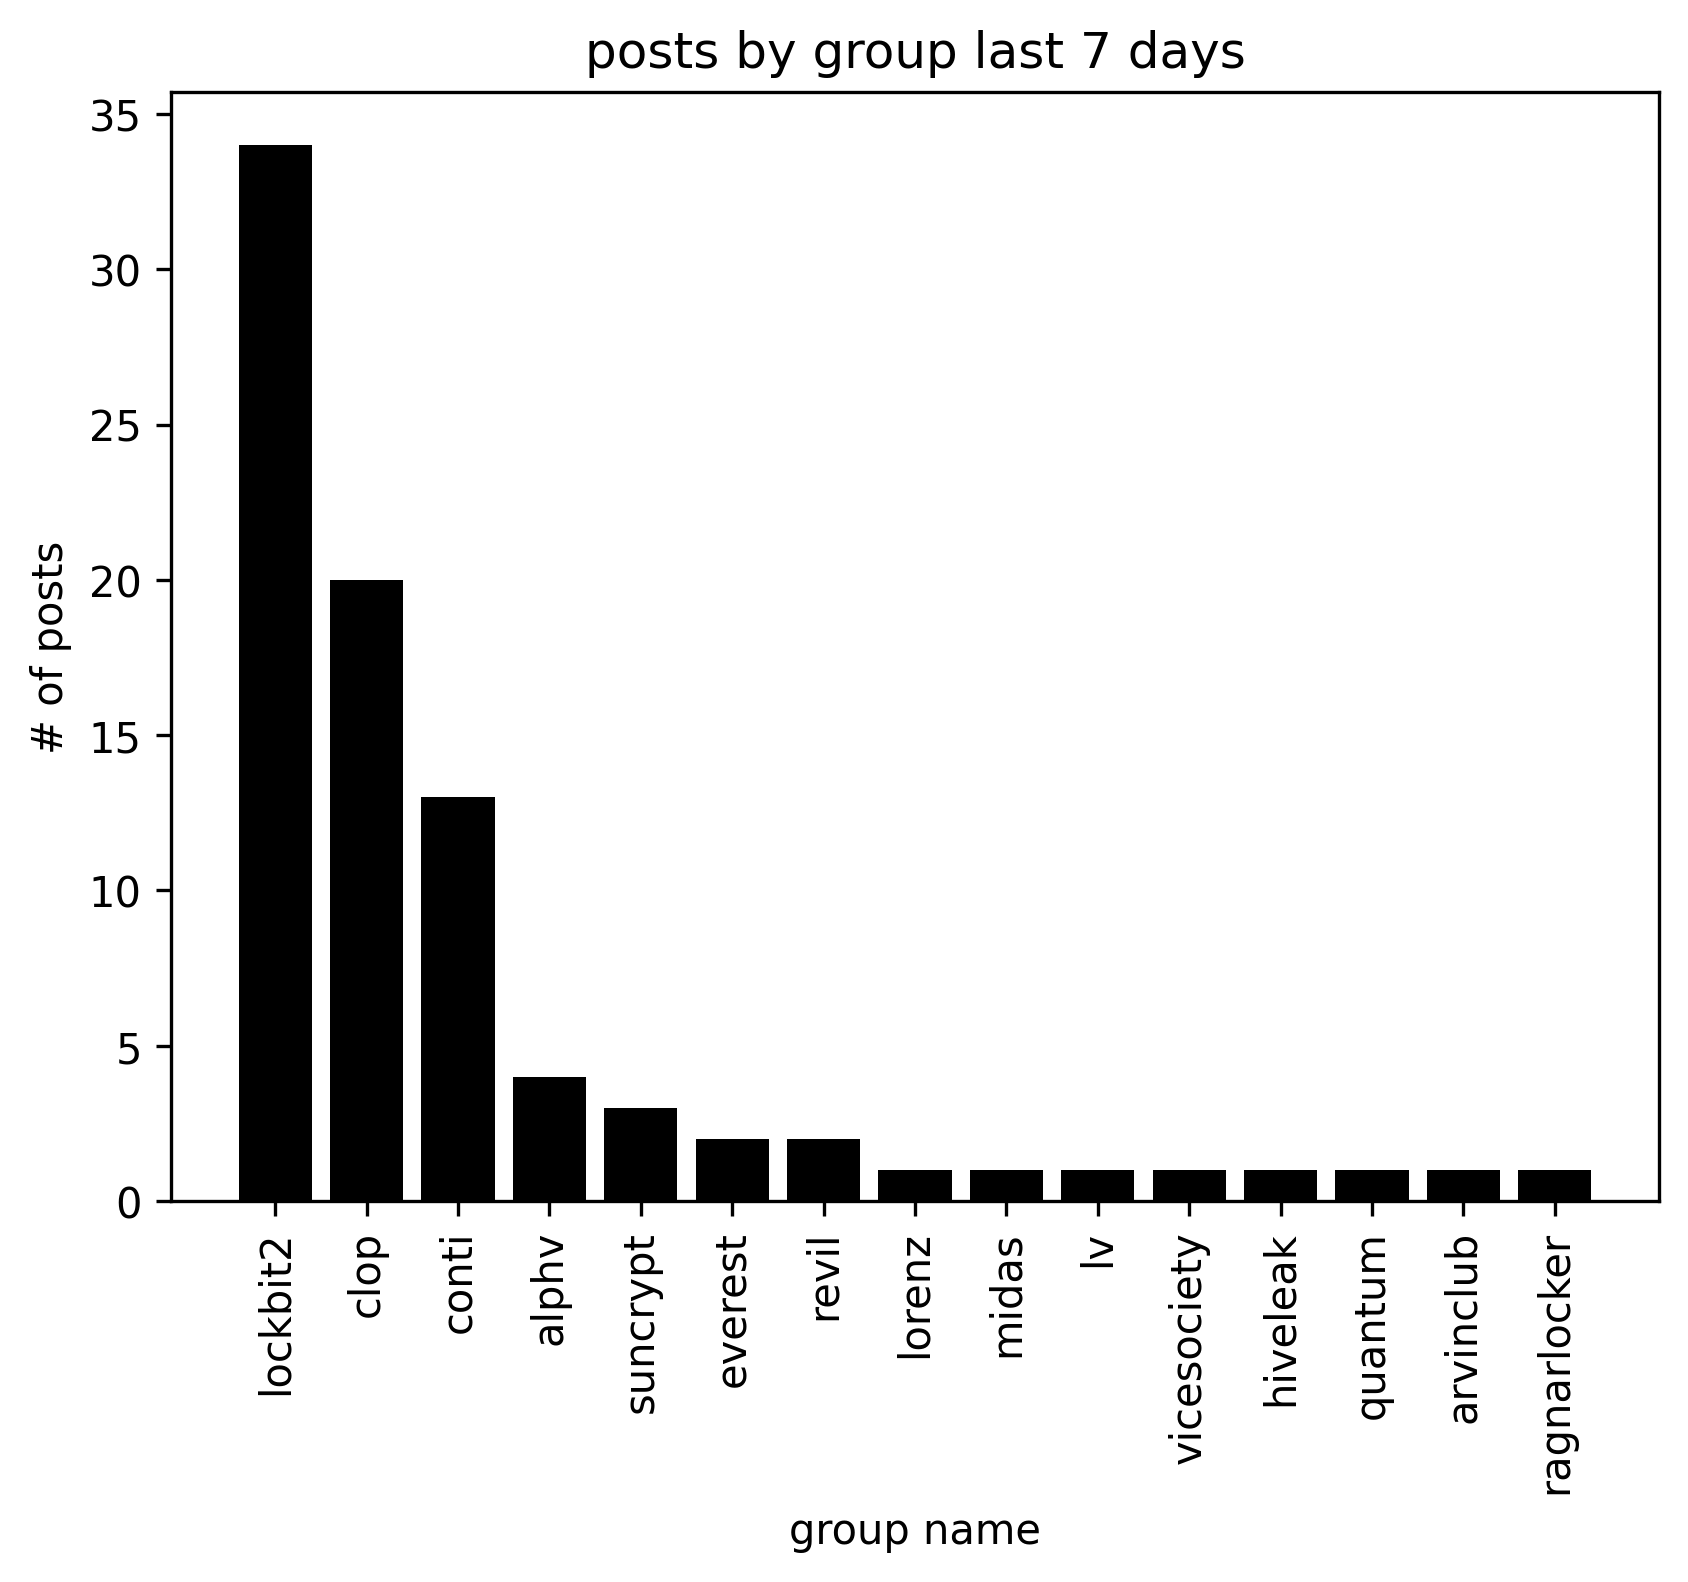 posts by group last 7 days
35
30
25
20
15
10
5
0
# of posts
lockbit2
clop
conti
alphv
suncrypt
everest
revil
lorenz
midas
lv
vicesociety
hiveleak
quantum
arvinclub
ragnarlocker
group name